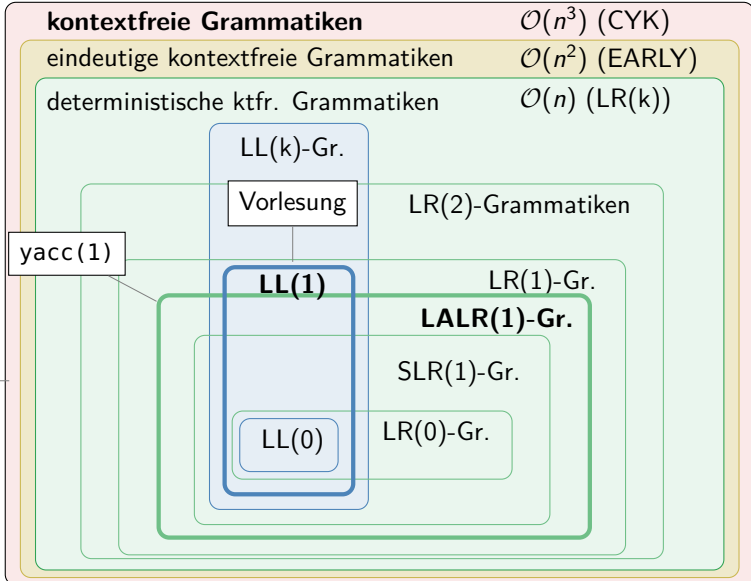 kontextfreie Grammatiken 𝒪(n³) (CYK)
eindeutige kontextfreie Grammatiken 𝒪(n²) (EARLY)
deterministische ktfr. Grammatiken 𝒪(n) (LR(k))
LL(k)-Gr.
Vorlesung
LR(2)-Grammatiken
yacc(1)
LL(1)
LR(1)-Gr.
LALR(1)-Gr.
SLR(1)-Gr.
LL(0)
LR(0)-Gr.